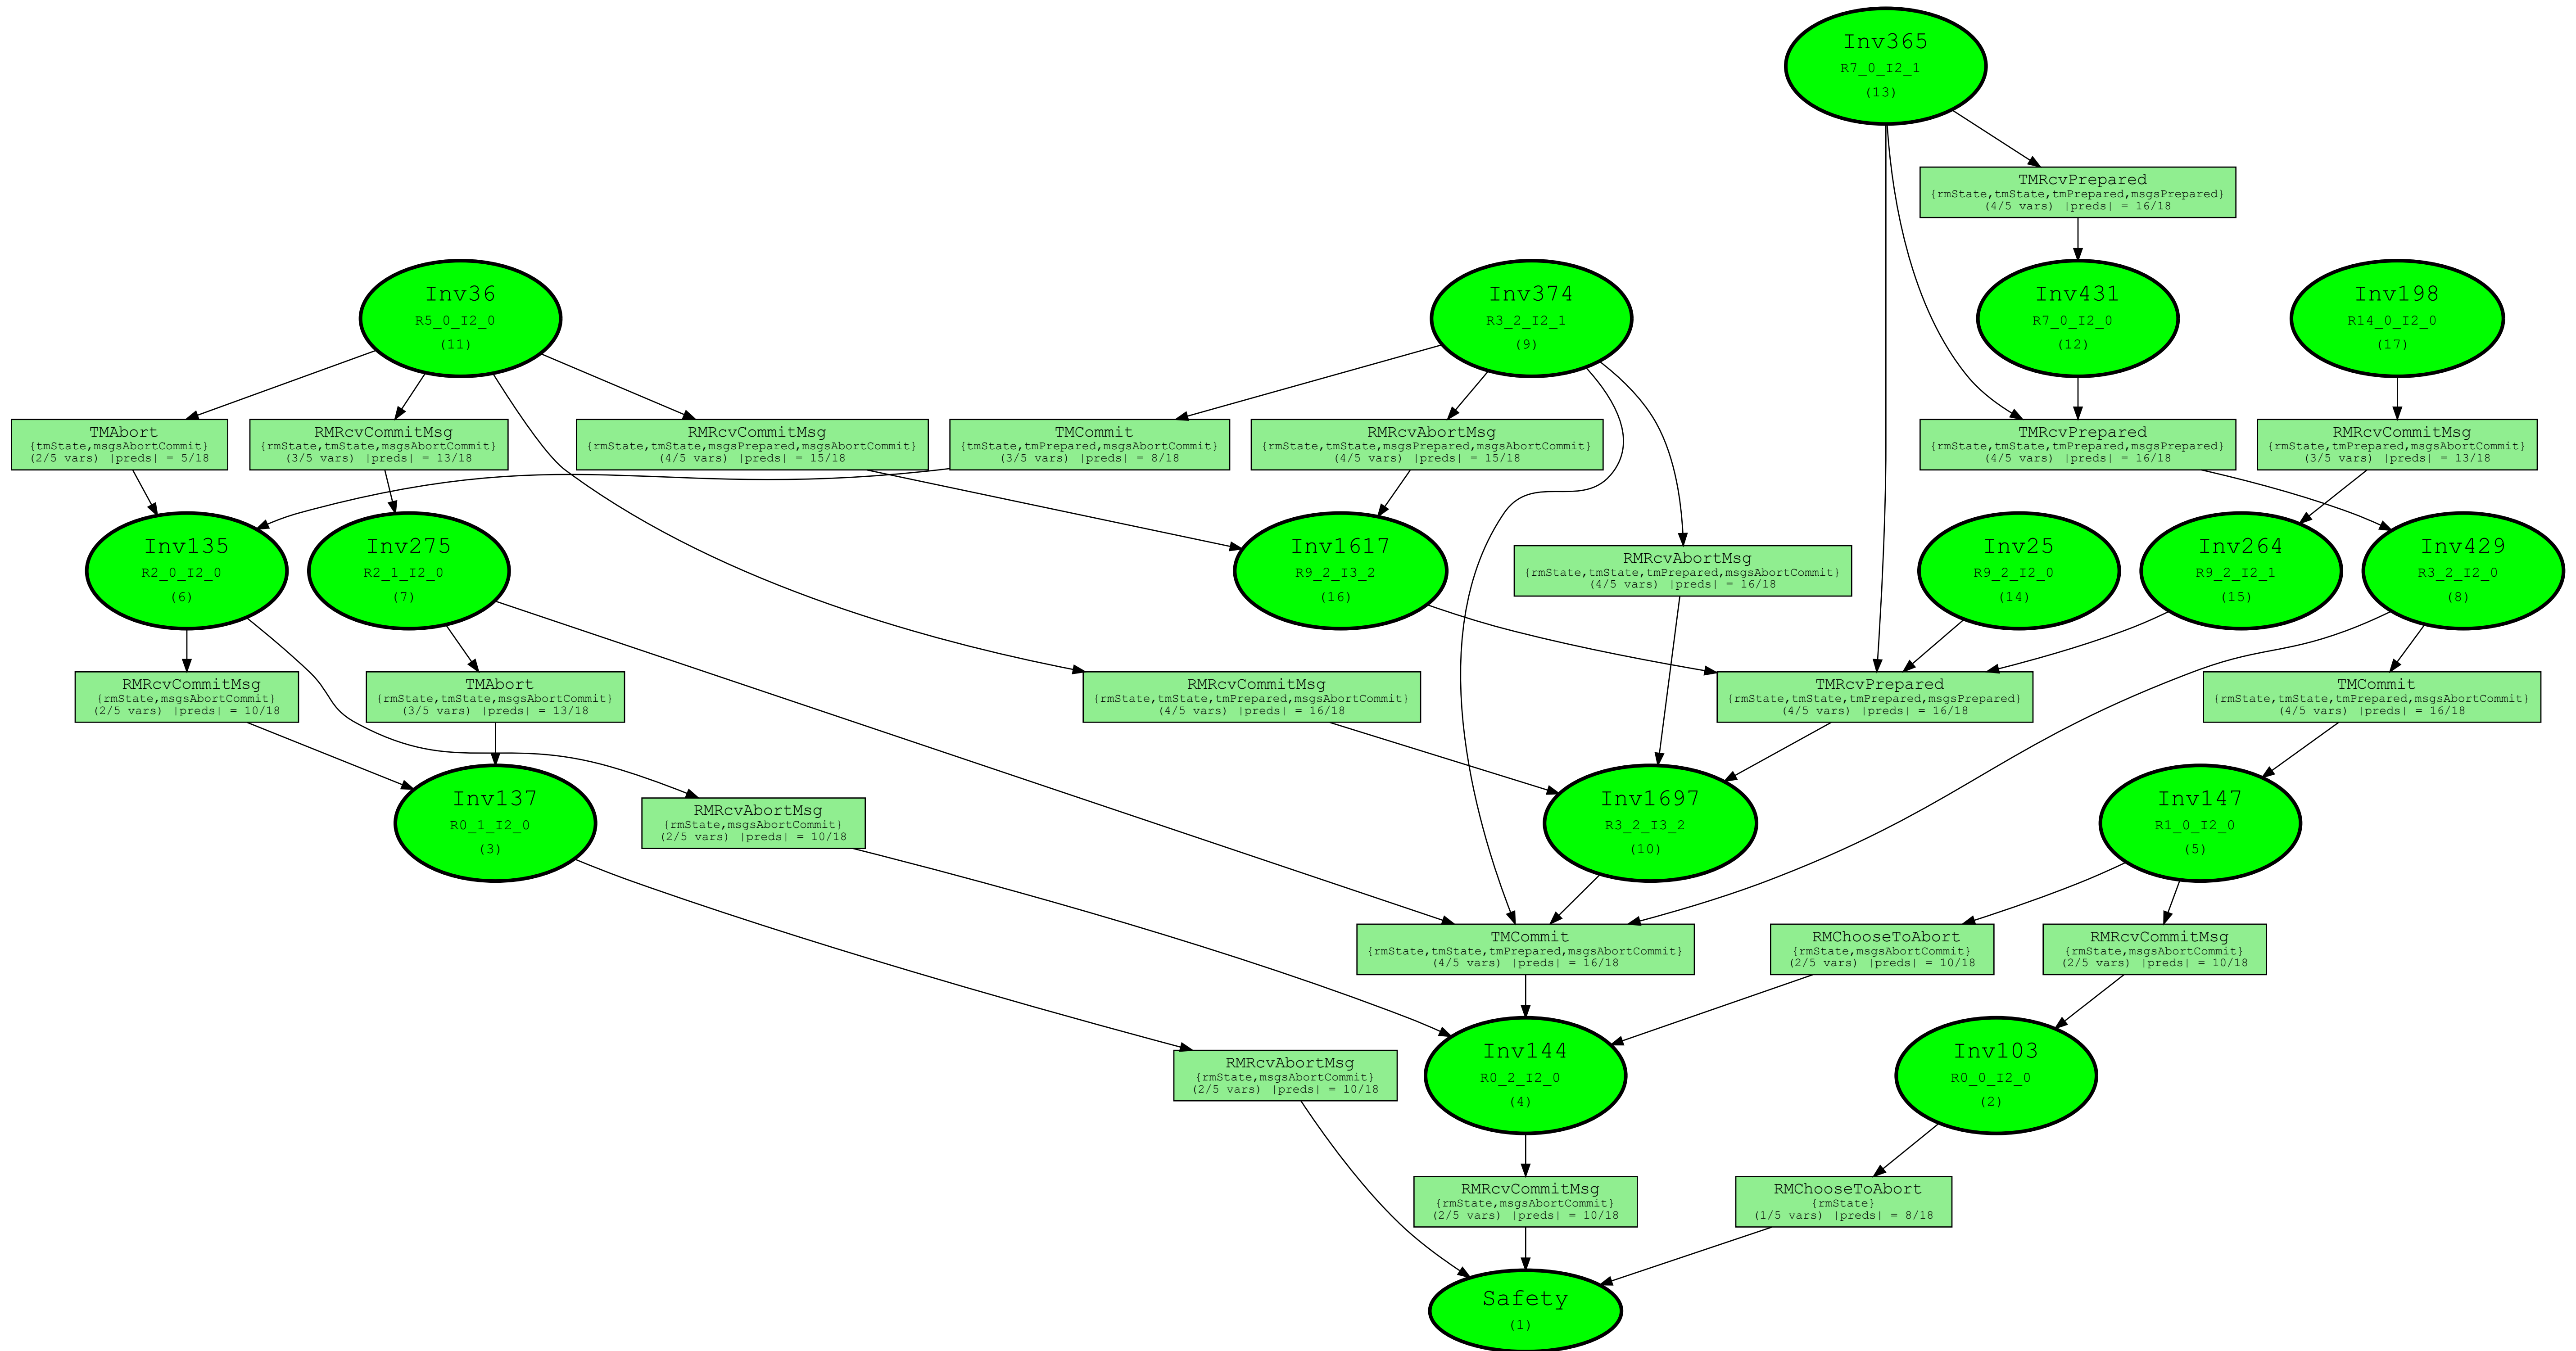 Inv365
R7_0_I2_1
(13)
TMRcvPrepared
{rmState,tmState,tmPrepared,msgsPrepared}
(4/5 vars) |preds| = 16/18
Inv36
R5_0_I2_0
(11)
Inv374
R3_2_I2_1
(9)
Inv431
R7_0_I2_0
(12)
Inv198
R14_0_I2_0
(17)
TMAbort
{tmState,msgsAbortCommit}
(2/5 vars) |preds| = 5/18
RMRcvCommitMsg
{rmState,tmState,msgsAbortCommit}
(3/5 vars) |preds| = 13/18
RMRcvCommitMsg
{rmState,tmState,msgsPrepared,msgsAbortCommit}
(4/5 vars) |preds| = 15/18
TMCommit
{tmState,tmPrepared,msgsAbortCommit}
(3/5 vars) |preds| = 8/18
RMRcvAbortMsg
{rmState,tmState,msgsPrepared,msgsAbortCommit}
(4/5 vars) |preds| = 15/18
TMRcvPrepared
{rmState,tmState,tmPrepared,msgsPrepared}
(4/5 vars) |preds| = 16/18
RMRcvCommitMsg
{rmState,tmPrepared,msgsAbortCommit}
(3/5 vars) |preds| = 13/18
Inv135
R2_0_I2_0
(6)
Inv275
R2_1_I2_0
(7)
Inv1617
R9_2_I3_2
(16)
RMRcvAbortMsg
{rmState,tmState,tmPrepared,msgsAbortCommit}
(4/5 vars) |preds| = 16/18
Inv25
R9_2_I2_0
(14)
Inv264
R9_2_I2_1
(15)
Inv429
R3_2_I2_0
(8)
RMRcvCommitMsg
{rmState,msgsAbortCommit}
(2/5 vars) |preds| = 10/18
TMAbort
{rmState,tmState,msgsAbortCommit}
(3/5 vars) |preds| = 13/18
RMRcvCommitMsg
{rmState,tmState,tmPrepared,msgsAbortCommit}
(4/5 vars) |preds| = 16/18
TMRcvPrepared
{rmState,tmState,tmPrepared,msgsPrepared}
(4/5 vars) |preds| = 16/18
TMCommit
{rmState,tmState,tmPrepared,msgsAbortCommit}
(4/5 vars) |preds| = 16/18
Inv137
R0_1_I2_0
(3)
RMRcvAbortMsg
{rmState,msgsAbortCommit}
(2/5 vars) |preds| = 10/18
Inv1697
R3_2_I3_2
(10)
Inv147
R1_0_I2_0
(5)
TMCommit
{rmState,tmState,tmPrepared,msgsAbortCommit}
(4/5 vars) |preds| = 16/18
RMChooseToAbort
{rmState,msgsAbortCommit}
(2/5 vars) |preds| = 10/18
RMRcvCommitMsg
{rmState,msgsAbortCommit}
(2/5 vars) |preds| = 10/18
RMRcvAbortMsg
{rmState,msgsAbortCommit}
(2/5 vars) |preds| = 10/18
Inv144
R0_2_I2_0
(4)
Inv103
R0_0_I2_0
(2)
RMRcvCommitMsg
{rmState,msgsAbortCommit}
(2/5 vars) |preds| = 10/18
RMChooseToAbort
{rmState}
(1/5 vars) |preds| = 8/18
Safety
(1)